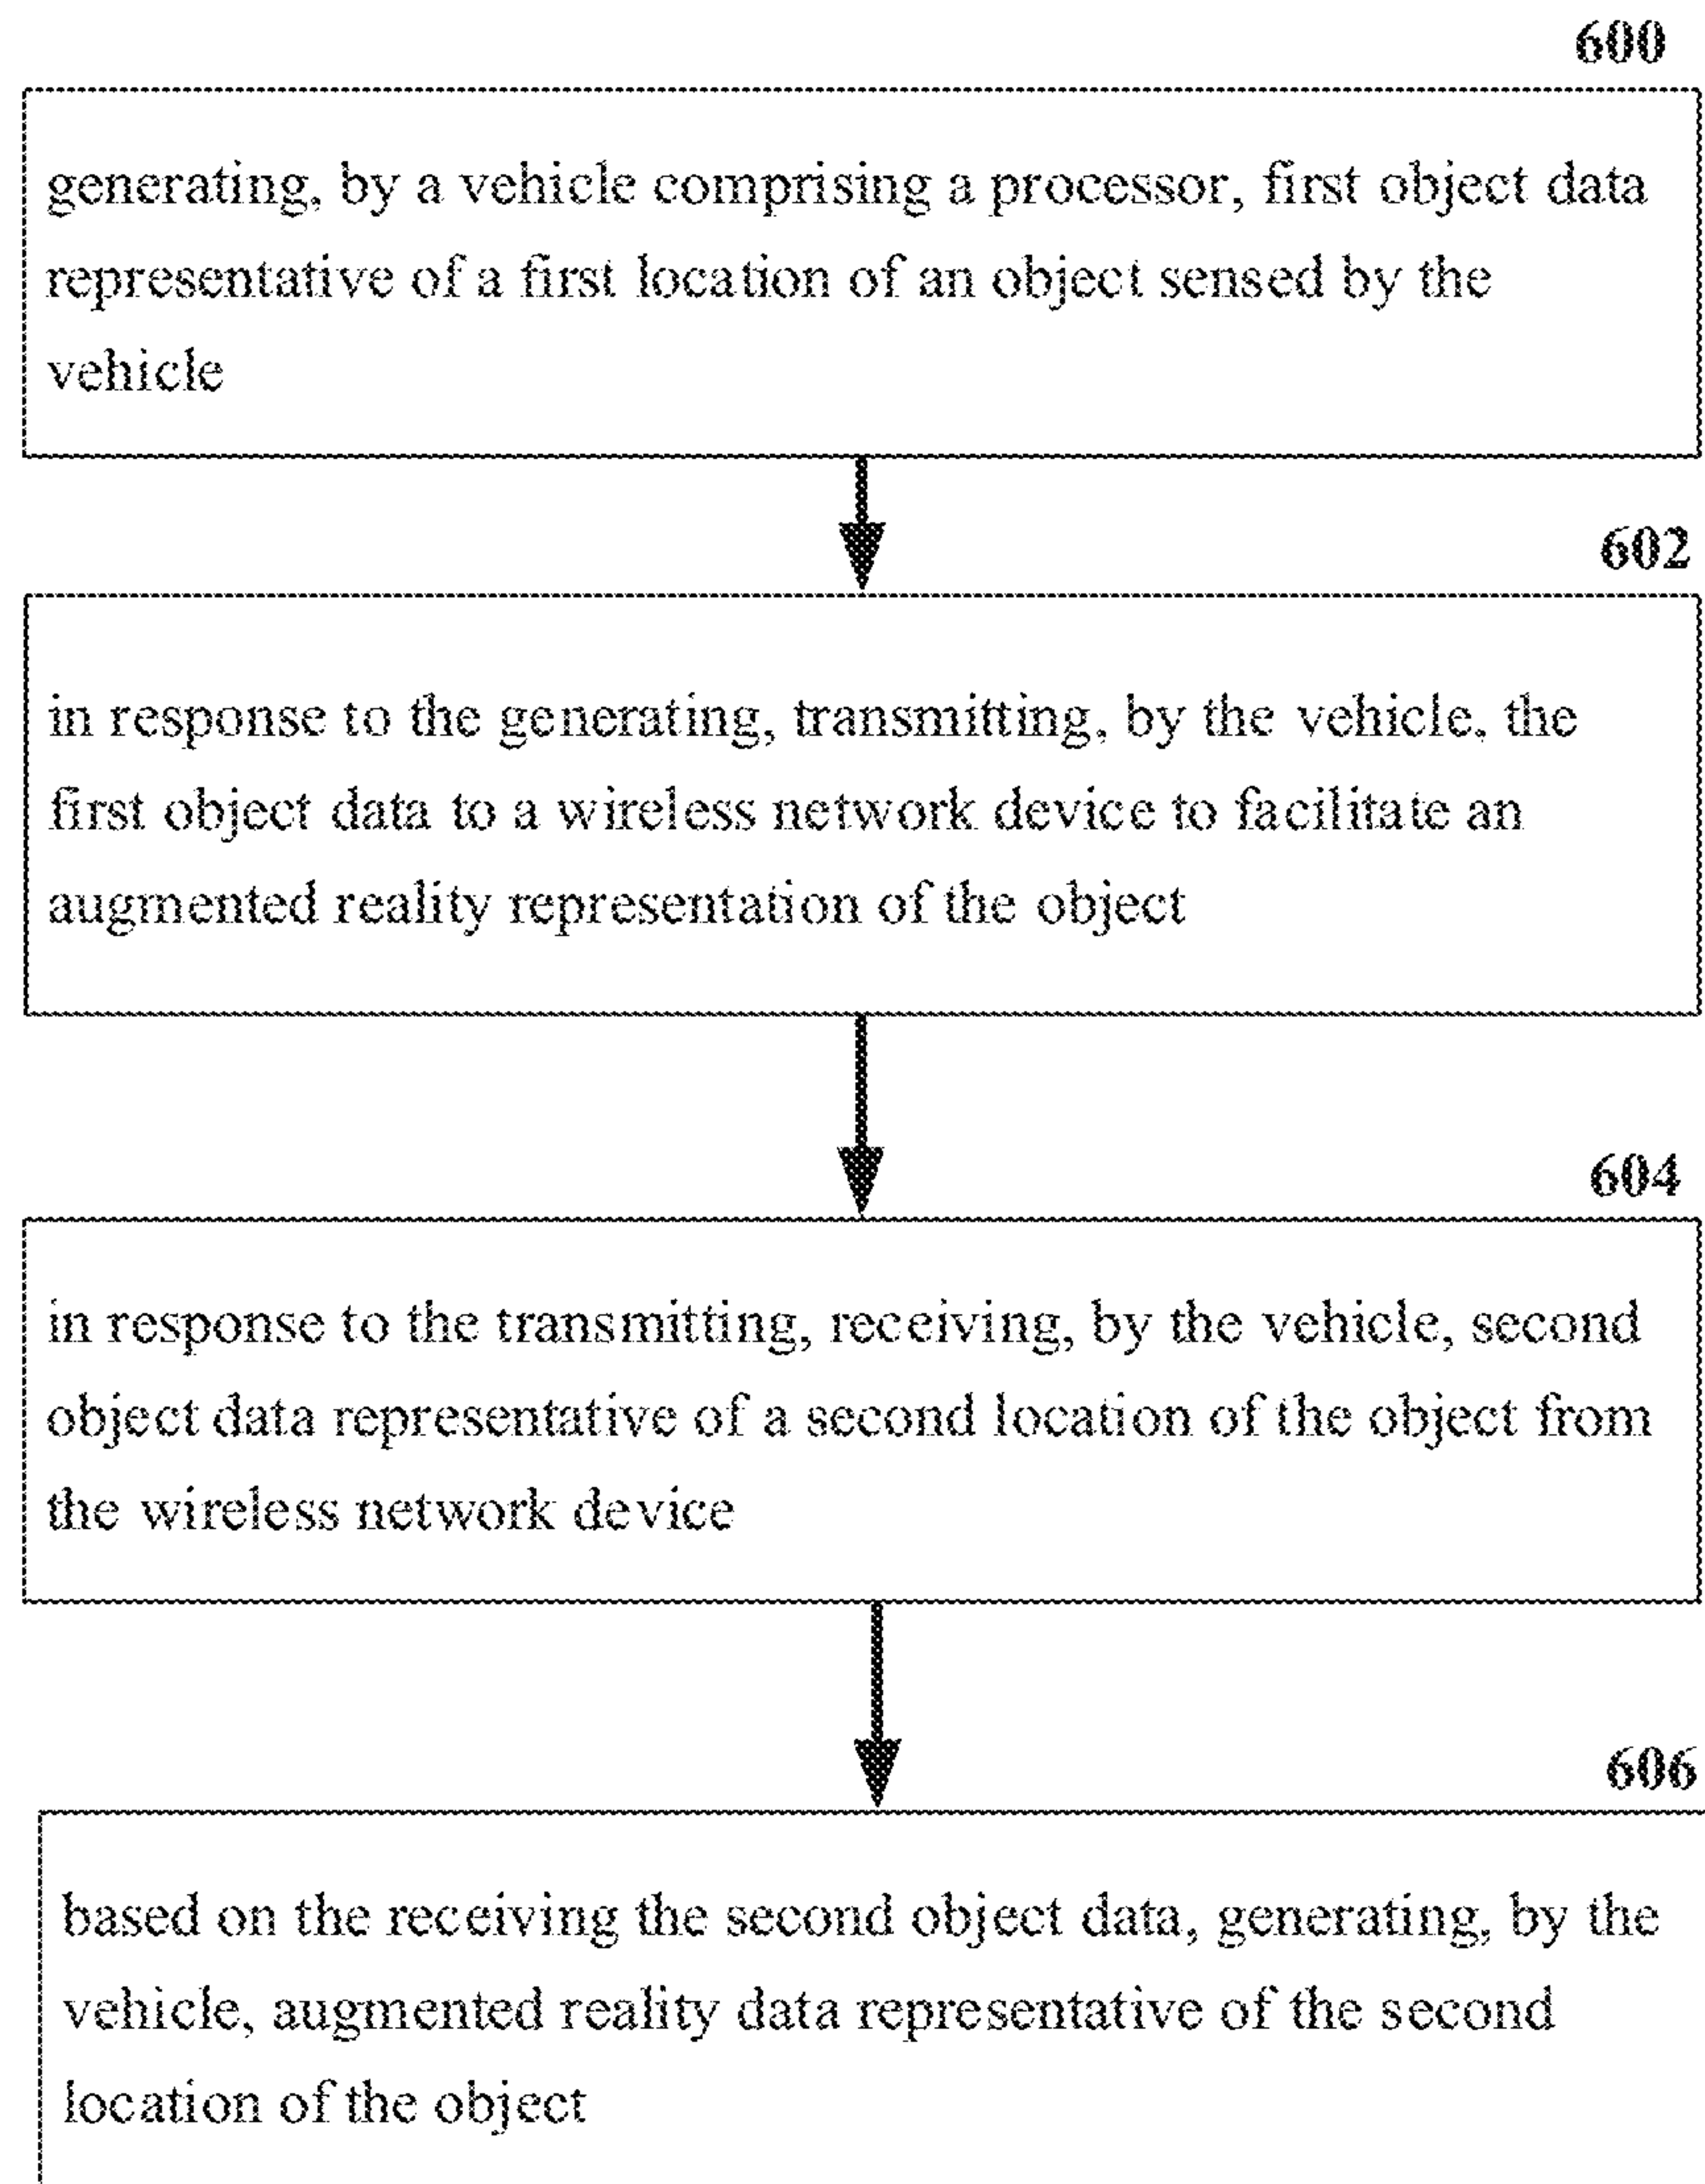 600
generating, by a vehicle comprising a processor, first object data
representative of a first location of an object sensed by the
vehicle
602
in response to the generating, transmitting, by the vehicle, the
first object data to a wireless network device to facilitate an
augmented reality representation of the object
604
in response to the transmitting, receiving, by the vehicle, second
object data representative of a second location of the object from
the wireless network device
606
based on the receiving the second object data, generating, by the
vehicle, augmented reality data representative of the second
location of the object